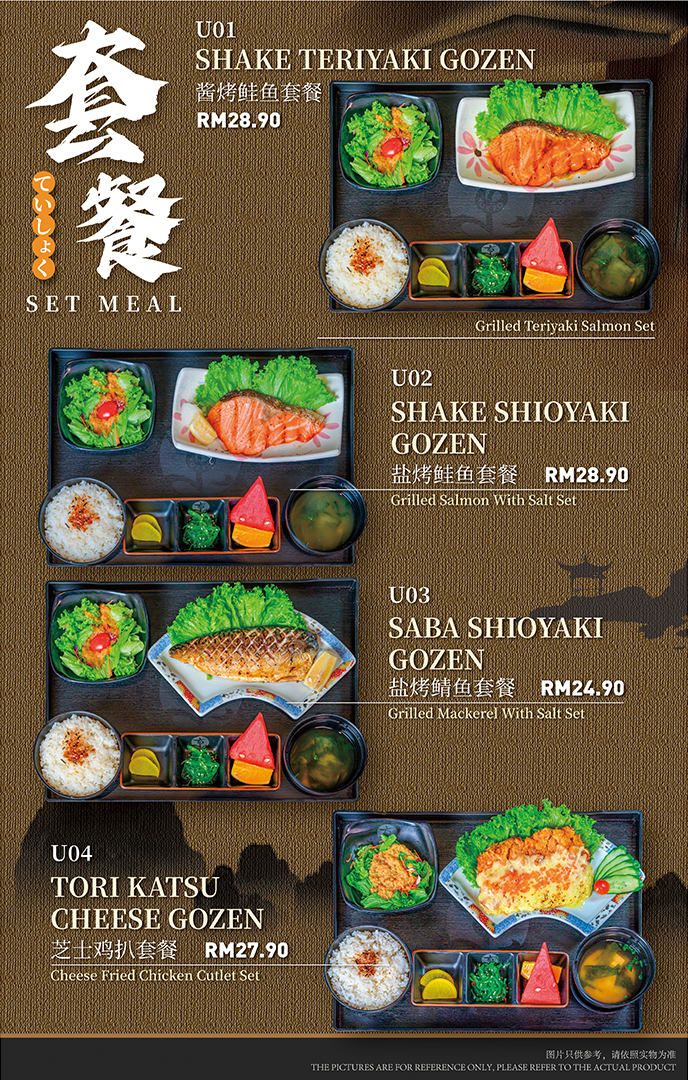 套餐
ていしょく
SET MEAL
U01
SHAKE TERIYAKI GOZEN
酱烤鲑鱼套餐
RM28.90
Grilled Teriyaki Salmon Set
U02
SHAKE SHIOYAKI
GOZEN
盐烤鲑鱼套餐 RM28.90
Grilled Salmon With Salt Set
U03
SABA SHIOYAKI
GOZEN
盐烤鲭鱼套餐 RM24.90
Grilled Mackerel With Salt Set
U04
TORI KATSU
CHEESE GOZEN
芝士鸡扒套餐 RM27.90
Cheese Fried Chicken Cutlet Set
图片只供参考，请依照实物为准
THE PICTURES ARE FOR REFERENCE ONLY, PLEASE REFER TO THE ACTUAL PRODUCT